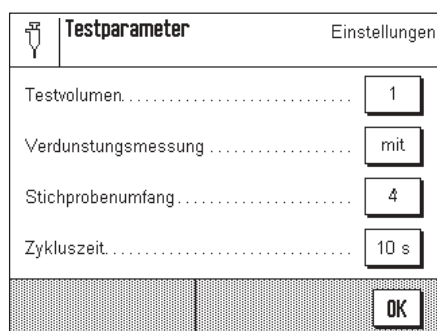 Testparameter Einstellungen
Testvolumen............................ 1
Verdunstungsmessung.................... mit
Stichprobenumfang...................... 4
Zykluszeit............................. 10 s
OK